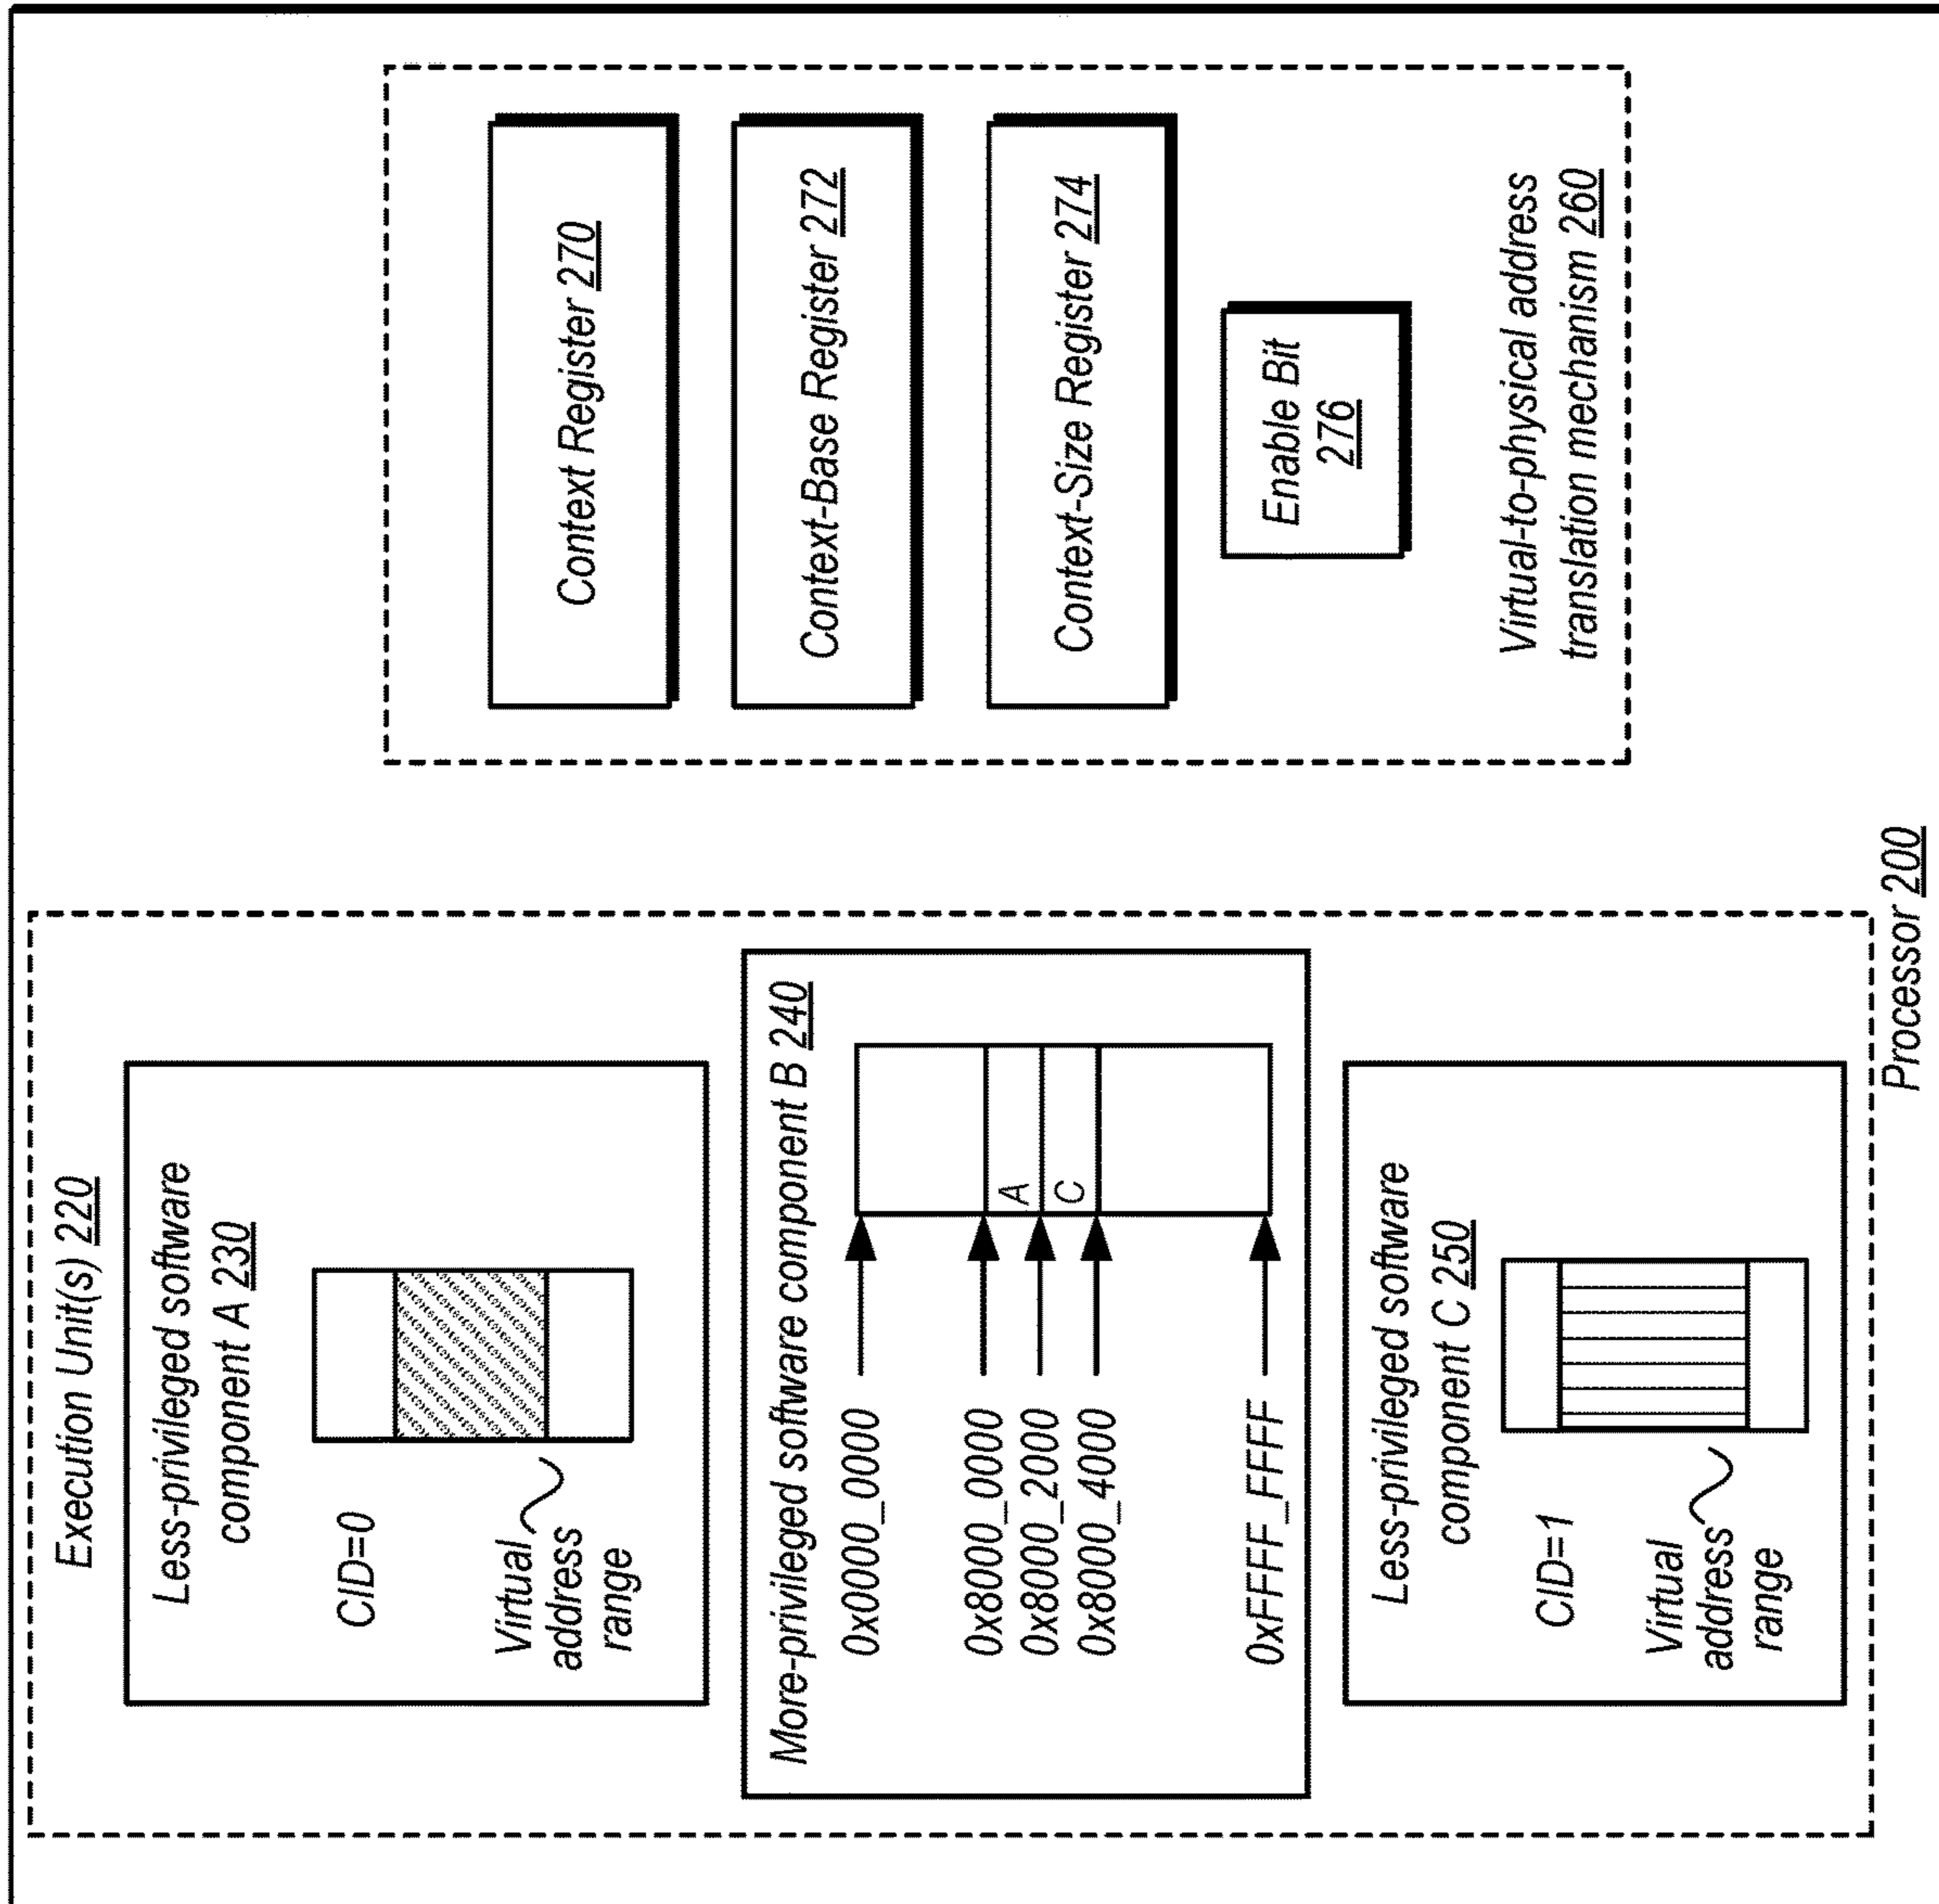 Execution Unit(s) 220
Less-privileged software
component A 230
CID=0
Virtual
address
range
More-privileged software component B 240
0x0000_0000
0x8000_0000
0x8000_2000
0x8000_4000
0xFFFF_FFFF
A
C
Less-privileged software
component C 250
CID=1
Virtual
address
range
Context Register 270
Context-Base Register 272
Context-Size Register 274
Enable Bit
276
Virtual-to-physical address
translation mechanism 260
Processor 200